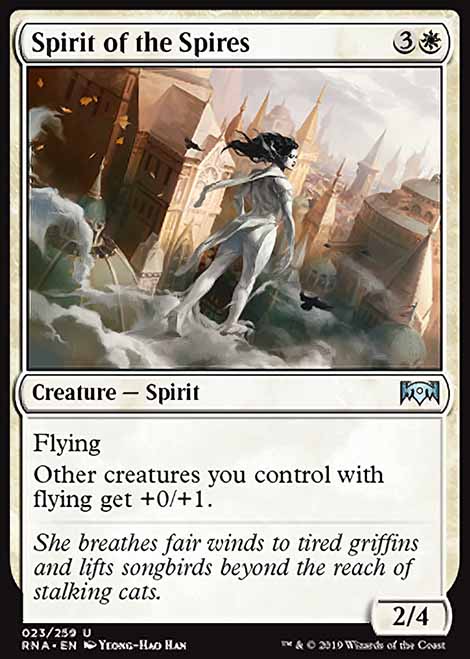 Spirit of the Spires 3
Creature — Spirit
Flying
Other creatures you control with
flying get +0/+1.
She breathes fair winds to tired griffins
and lifts songbirds beyond the reach of
stalking cats.
2/4
023/259 U
RNA • EN Yeong-Hao Han
™ & © 2019 Wizards of the Coast